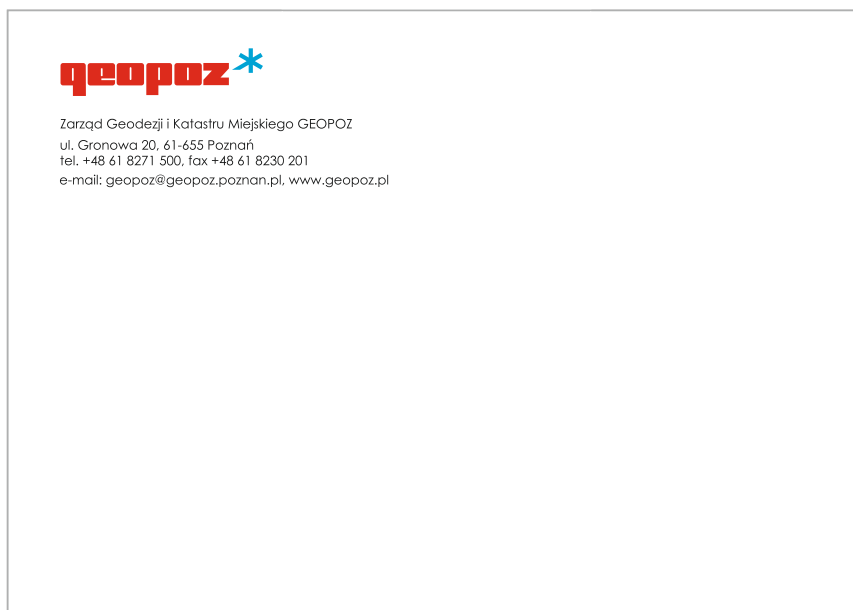 geopoz*
Zarząd Geodezji i Katastru Miejskiego GEOPOZ
ul. Gronowa 20, 61-655 Poznań
tel. +48 61 8271 500, fax +48 61 8230 201
e-mail: geopoz@geopoz.poznan.pl, www.geopoz.pl